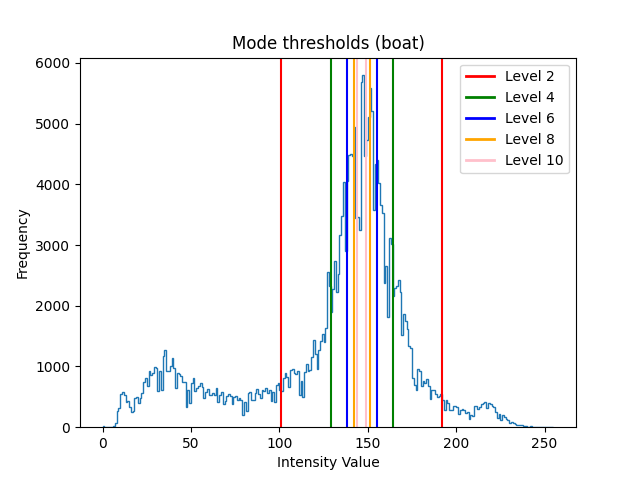 Mode thresholds (boat)
6000
5000
4000
3000
2000
1000
0
Frequency
0 50 100 150 200 250
Intensity Value
Level 2
Level 4
Level 6
Level 8
Level 10